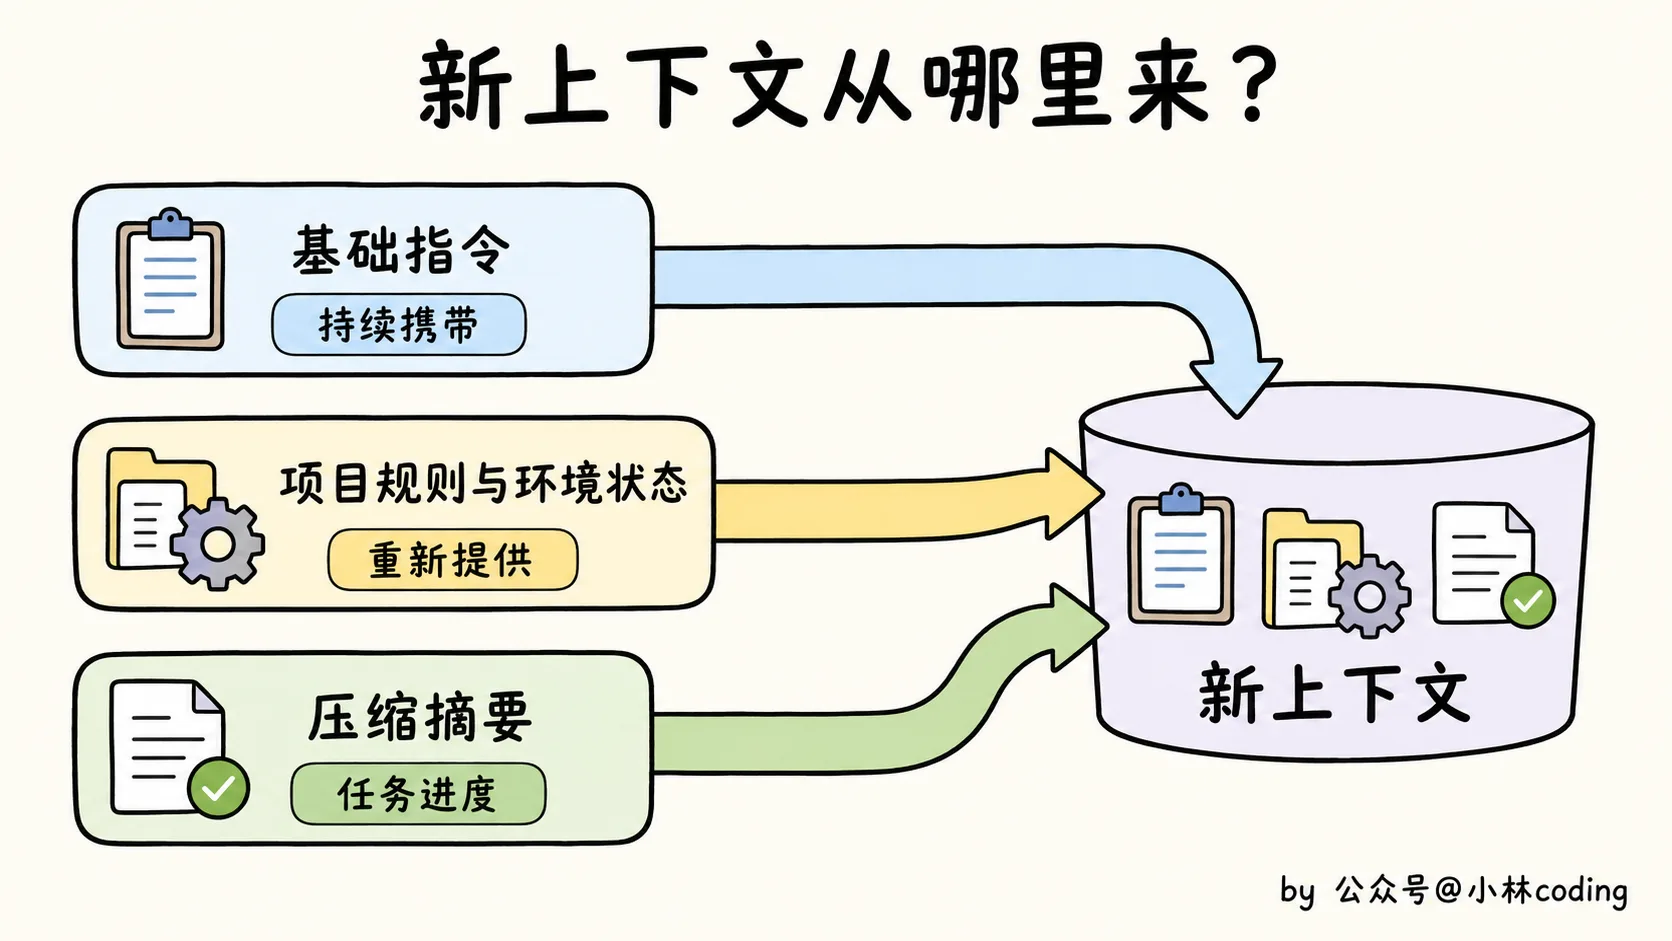 新上下文从哪里来？
基础指令
持续携带
项目规则与环境状态
重新提供
压缩摘要
任务进度
新上下文
by 公众号@小林coding